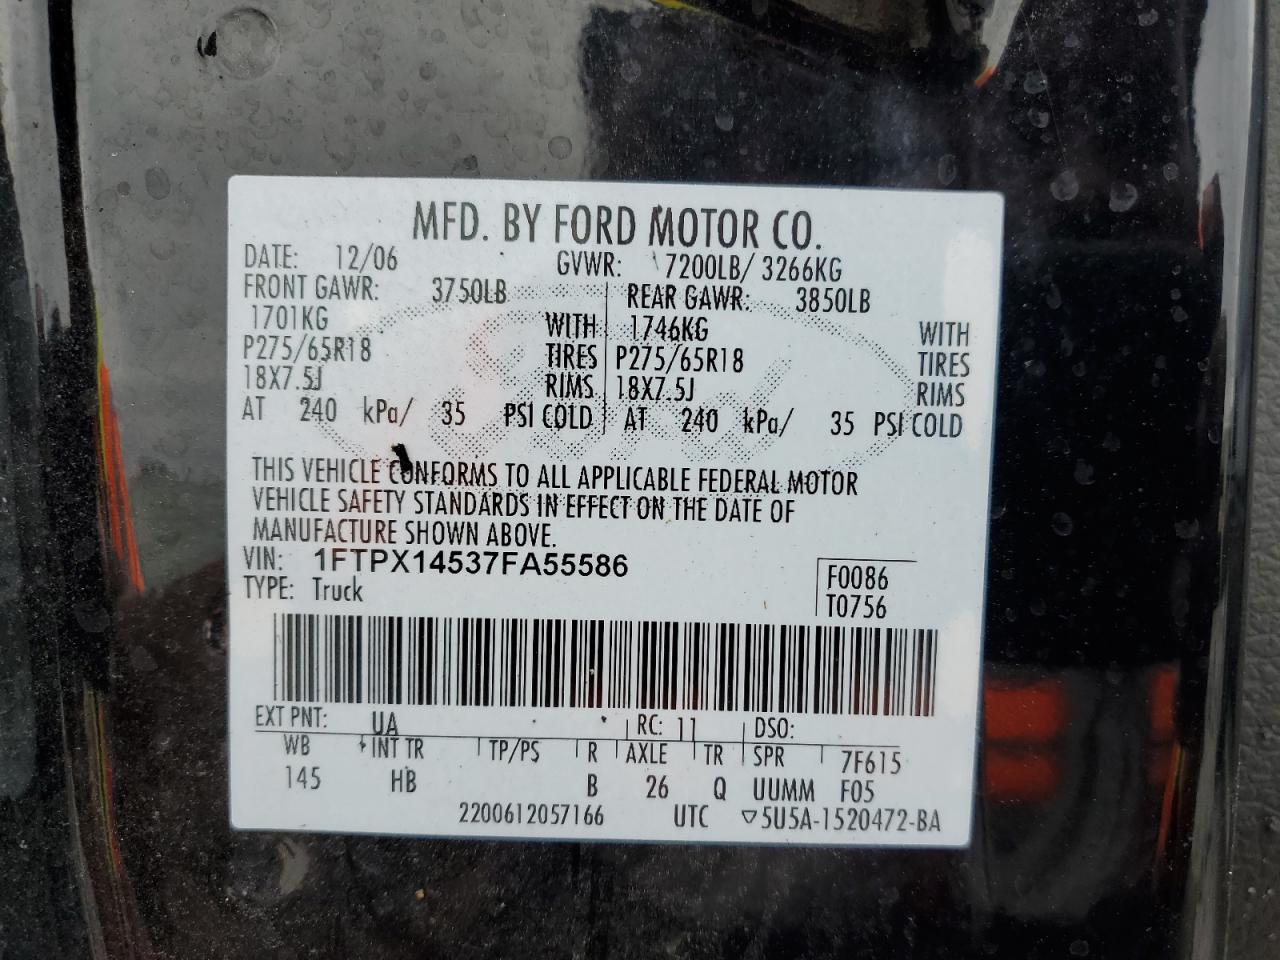 MFD. BY FORD MOTOR CO.
DATE: 12/06 GVWR: 7200LB/ 3266KG
FRONT GAWR: 3750LB REAR GAWR: 3850LB
1701KG WITH 1746KG WITH
P275/65R18 TIRES P275/65R18 TIRES
18X7.5J RIMS 18X7.5J RIMS
AT 240 kPa/ 35 PSI COLD AT 240 kPa/ 35 PSI COLD
THIS VEHICLE CONFORMS TO ALL APPLICABLE FEDERAL MOTOR
VEHICLE SAFETY STANDARDS IN EFFECT ON THE DATE OF
MANUFACTURE SHOWN ABOVE.
VIN: 1FTPX14537FA55586 F0086
TYPE: Truck T0756
EXT PNT: UA RC: 11 DSO:
WB INT TR TP/PS R AXLE TR SPR 7F615
145 HB B 26 Q UUMM F05
2200612057166 UTC ▽5U5A-1520472-BA